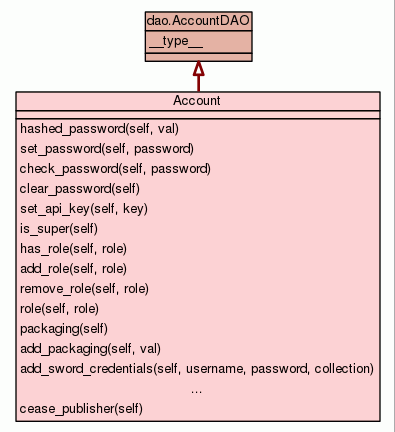 dao.AccountDAO
__type__
Account
hashed_password(self, val)
set_password(self, password)
check_password(self, password)
clear_password(self)
set_api_key(self, key)
is_super(self)
has_role(self, role)
add_role(self, role)
remove_role(self, role)
role(self, role)
packaging(self)
add_packaging(self, val)
add_sword_credentials(self, username, password, collection)
...
cease_publisher(self)